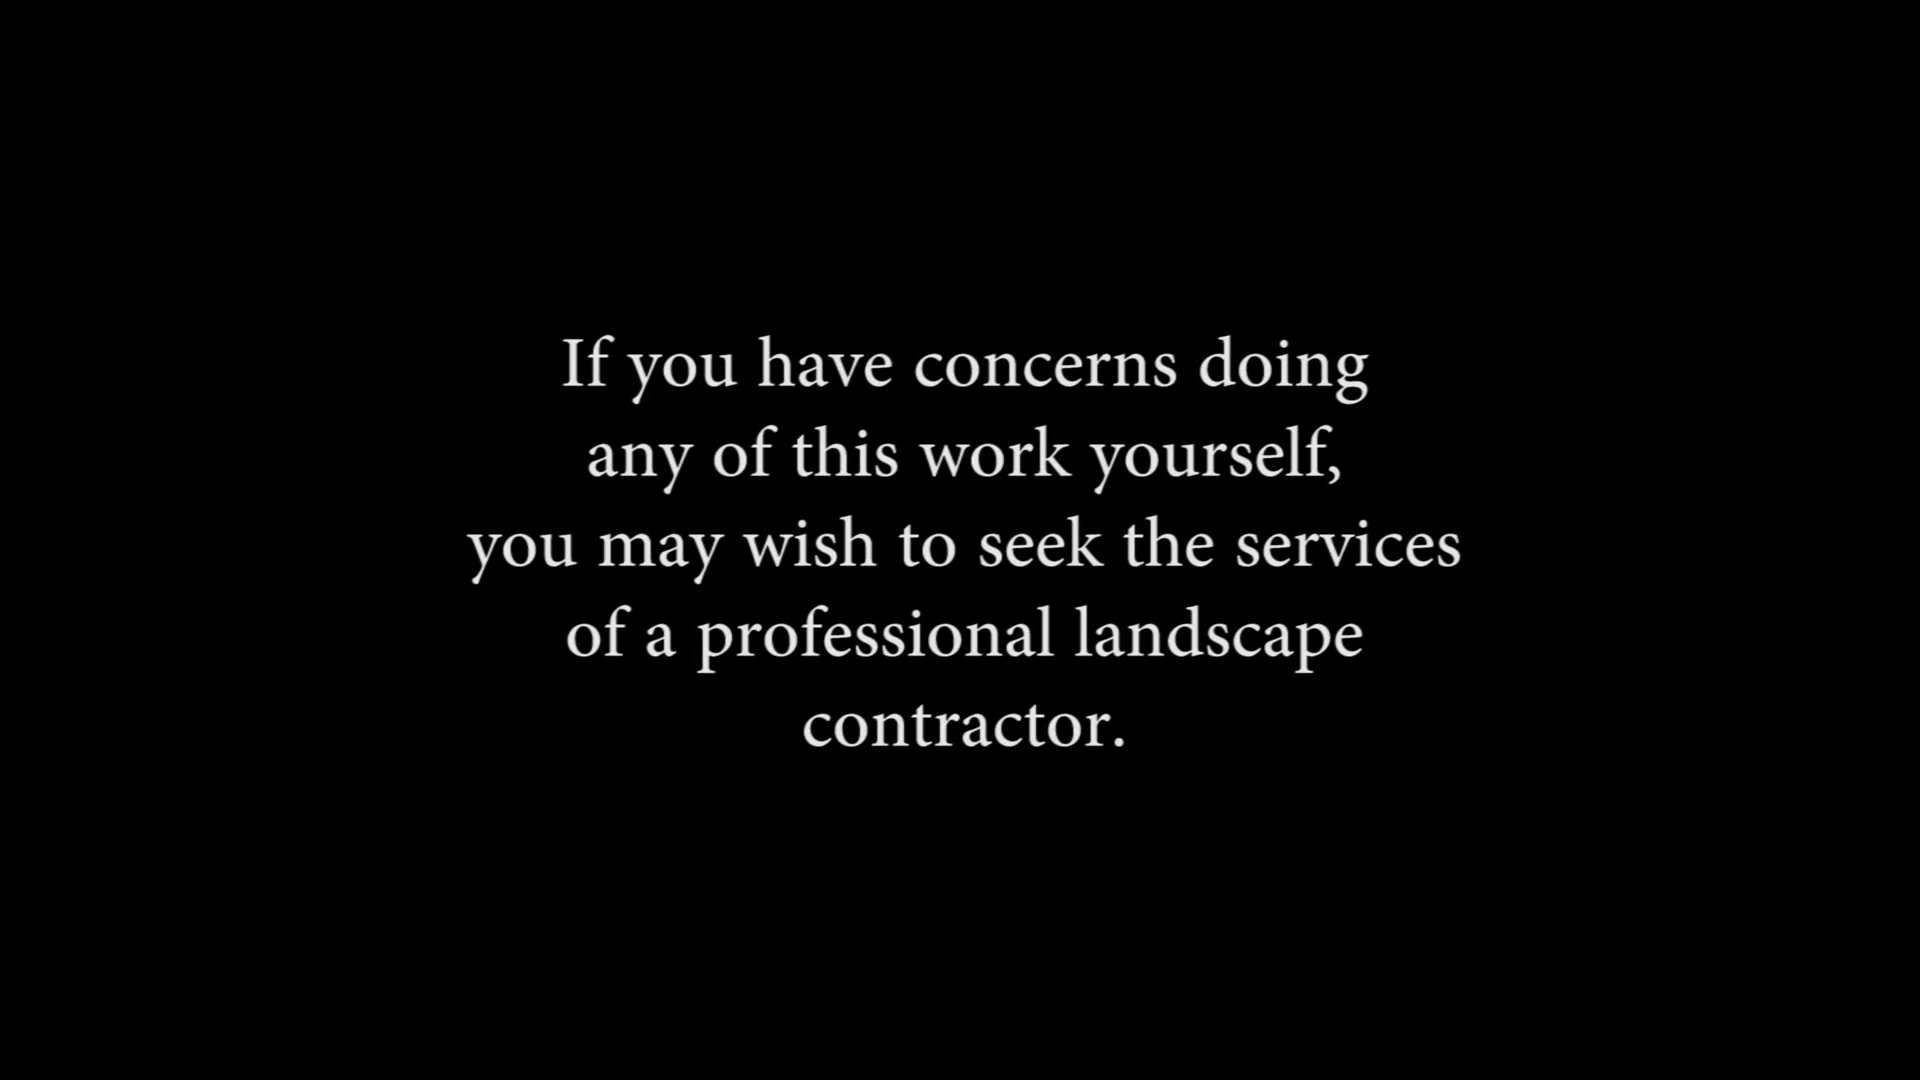 If you have concerns doing
any of this work yourself,
you may wish to seek the services
of a professional landscape
contractor.